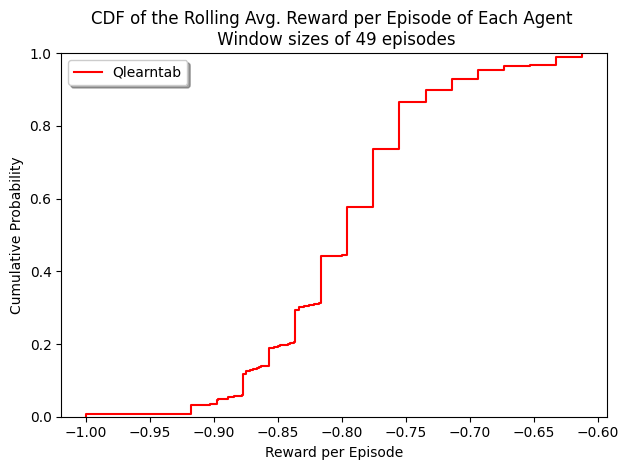 CDF of the Rolling Avg. Reward per Episode of Each Agent
Window sizes of 49 episodes
Qlearntab
1.0
0.8
0.6
0.4
0.2
0.0
Cumulative Probability
−1.00 −0.95 −0.90 −0.85 −0.80 −0.75 −0.70 −0.65 −0.60
Reward per Episode